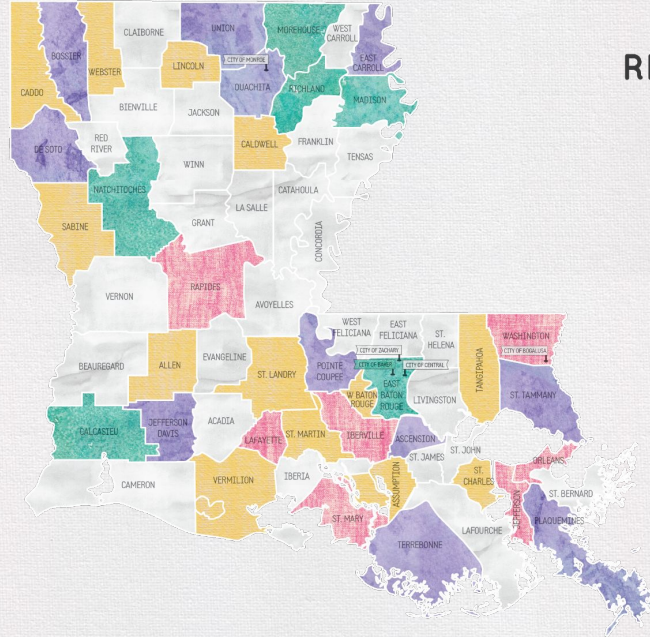 CLAIBORNE
UNION
MOREHOUSE
WEST
CARROLL
EAST
CARROLL
BOSSIER
WEBSTER
LINCOLN
CITY OF MONROE
CADDO
OUACHITA
RICHLAND
MADISON
BIENVILLE
JACKSON
DE SOTO
RED
RIVER
CALDWELL
FRANKLIN
TENSAS
WINN
NATCHITOCHES
CATAHOULA
LA SALLE
SABINE
GRANT
CONCORDIA
RAPIDES
VERNON
AVOYELLES
WEST
FELICIANA
EAST
FELICIANA
ST.
HELENA
WASHINGTON
CITY OF ZACHARY
CITY OF BOGALUSA
BEAUREGARD
ALLEN
EVANGELINE
ST. LANDRY
POINTE
COUPEE
CITY OF BAKER
CITY OF CENTRAL
TANGIPAHOA
W BATON
ROUGE
EAST
BATON
ROUGE
LIVINGSTON
ST. TAMMANY
CALCASIEU
JEFFERSON
DAVIS
ACADIA
LAFAYETTE
ST. MARTIN
IBERVILLE
ASCENSION
ST. JAMES
ST. JOHN
ORLEANS
CAMERON
VERMILION
IBERIA
ASSUMPTION
ST.
CHARLES
JEFFERSON
ST. BERNARD
ST. MARY
PLAQUEMINES
LAFOURCHE
TERREBONNE